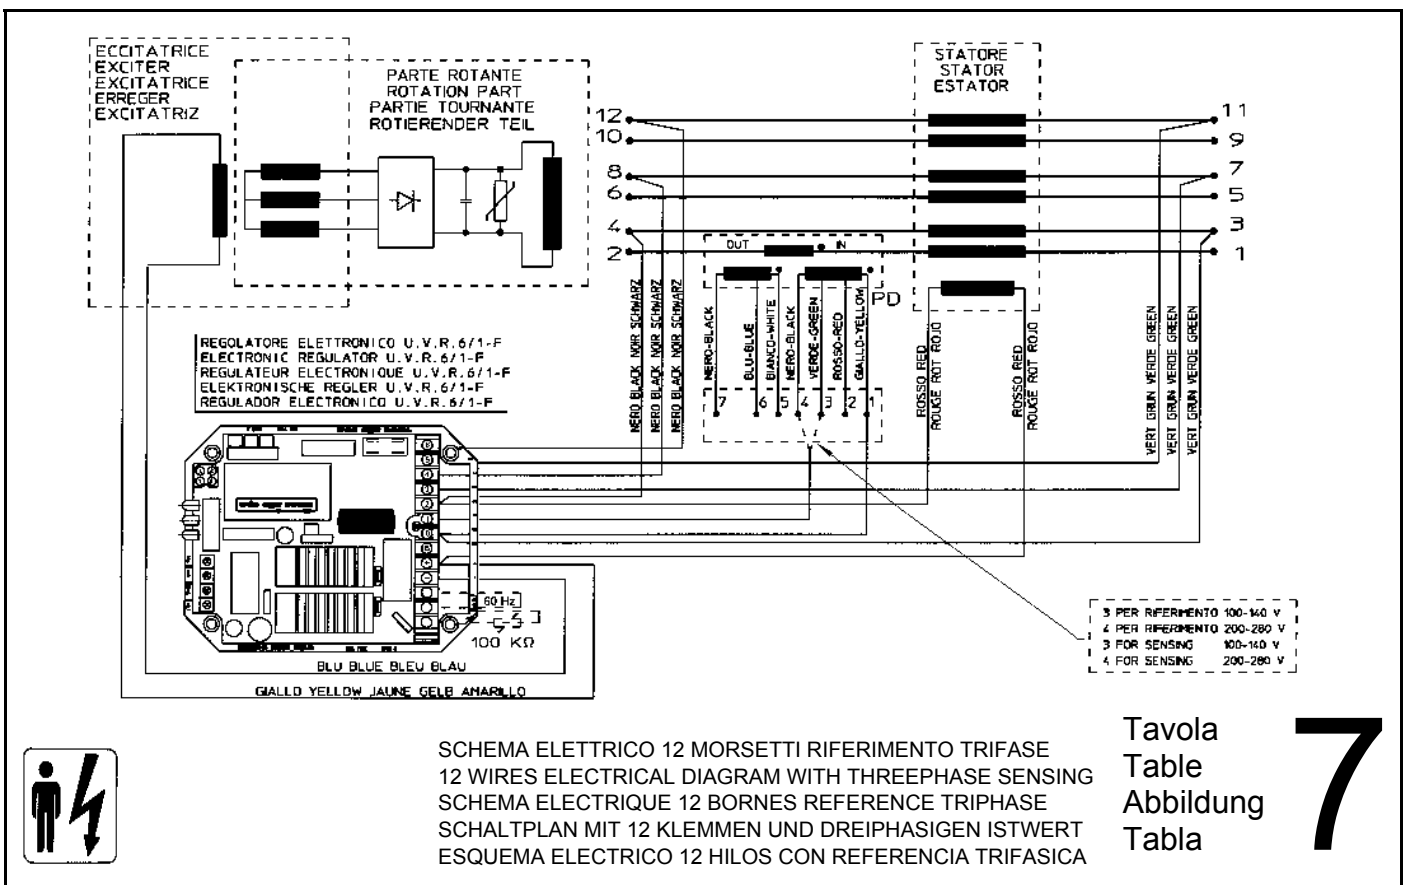 ECCITATRICE
EXCITER
EXCITATRICE
ERREGER
EXCITATRIZ
PARTE ROTANTE
ROTATION PART
PARTIE TOURNANTE
ROTIERENDER TEIL
STATORE
STATOR
ESTATOR
12
10
8
6
4
2
11
9
7
5
3
1
OUT
IN
PD
NERO-BLACK
BLU-BLUE
BIANCO-WHITE
NERO-BLACK
VERDE-GREEN
ROSSO-RED
GIALLO-YELLOW
7 6 5 4 3 2 1
NERO BLACK NOIR SCHWARZ
NERO BLACK NOIR SCHWARZ
NERO BLACK NOIR SCHWARZ
ROSSO RED
ROUGE ROT ROJO
ROSSO RED
ROUGE ROT ROJO
VERT GRUN VERDE GREEN
VERT GRUN VERDE GREEN
VERT GRUN VERDE GREEN
REGOLATORE ELETTRONICO U.V.R.6/1-F
ELECTRONIC REGULATOR U.V.R.6/1-F
REGULATEUR ELECTRONIQUE U.V.R.6/1-F
ELEKTRONISCHE REGLER U.V.R.6/1-F
REGULADOR ELECTRONICO U.V.R.6/1-F
60 Hz
100 KΩ
BLU BLUE BLEU BLAU
GIALLO YELLOW JAUNE GELB AMARILLO
3 PER RIFERIMENTO 100-140 V
4 PER RIFERIMENTO 200-280 V
3 FOR SENSING 100-140 V
4 FOR SENSING 200-280 V
SCHEMA ELETTRICO 12 MORSETTI RIFERIMENTO TRIFASE
12 WIRES ELECTRICAL DIAGRAM WITH THREEPHASE SENSING
SCHEMA ELECTRIQUE 12 BORNES REFERENCE TRIPHASE
SCHALTPLAN MIT 12 KLEMMEN UND DREIPHASIGEN ISTWERT
ESQUEMA ELECTRICO 12 HILOS CON REFERENCIA TRIFASICA
Tavola
Table
Abbildung
Tabla
7